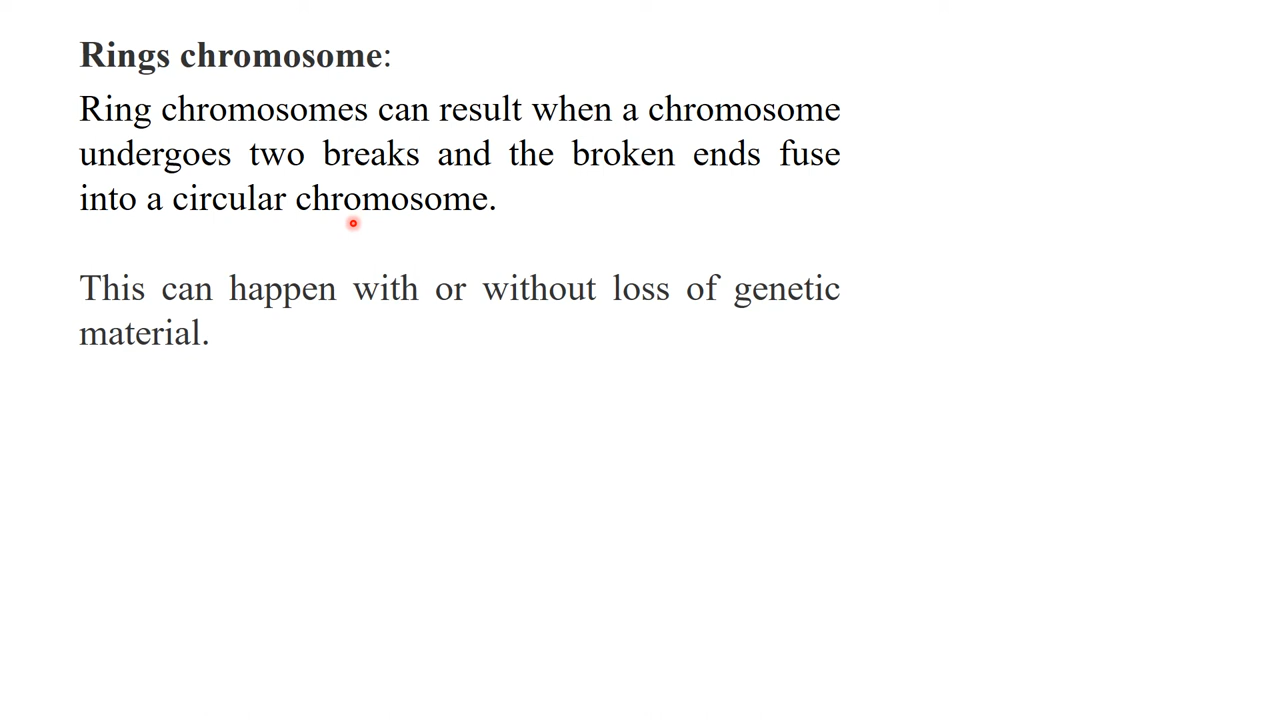 Rings chromosome:
Ring chromosomes can result when a chromosome
undergoes two breaks and the broken ends fuse
into a circular chromosome.
This can happen with or without loss of genetic
material.